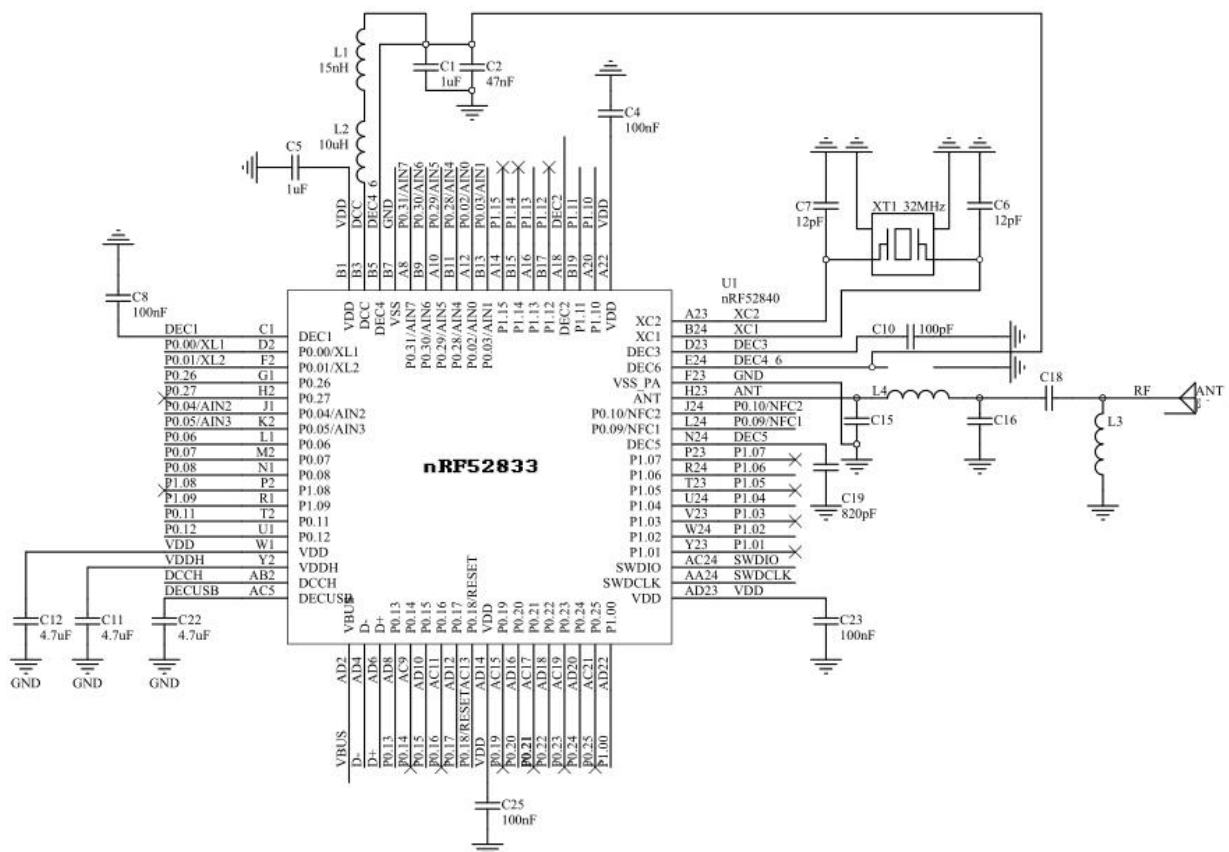 L1
15nH
C1
1uF
C2
47nF
C4
100nF
L2
10uH
C5
1uF
VDD
DCC
DEC4_6
GND
P0.31/AIN7
P0.30/AIN6
P0.29/AIN5
P0.28/AIN4
P0.02/AIN0
P0.03/AIN1
P1.15
P1.14
P1.13
P1.12
DEC2
P1.11
P1.10
VDD
B1
B3
B5
B7
A8
B9
A10
B11
A12
B13
A14
B15
A16
B17
A18
B19
A20
A22
C7
12pF
XT1 32MHz
C6
12pF
C8
100nF
U1
nRF52840
VDD
DCC
DEC4
VSS
P0.31/AIN7
P0.30/AIN6
P0.29/AIN5
P0.28/AIN4
P0.02/AIN0
P0.03/AIN1
P1.15
P1.14
P1.13
P1.12
DEC2
P1.11
P1.10
VDD
DEC1 C1 DEC1
P0.00/XL1 D2 P0.00/XL1
P0.01/XL2 F2 P0.01/XL2
P0.26 G1 P0.26
P0.27 H2 P0.27
P0.04/AIN2 J1 P0.04/AIN2
P0.05/AIN3 K2 P0.05/AIN3
P0.06 L1 P0.06
P0.07 M2 P0.07
P0.08 N1 P0.08
P1.08 P2 P1.08
P1.09 R1 P1.09
P0.11 T2 P0.11
P0.12 U1 P0.12
VDD W1 VDD
VDDH Y2 VDDH
DCCH AB2 DCCH
DECUSB AC5 DECUSB
nRF52833
XC2 A23 XC2
XC1 B24 XC1
DEC3 D23 DEC3
DEC6 E24 DEC4_6
VSS_PA F23 GND
ANT H23 ANT
P0.10/NFC2 J24 P0.10/NFC2
P0.09/NFC1 L24 P0.09/NFC1
DEC5 N24 DEC5
P1.07 P23 P1.07
P1.06 R24 P1.06
P1.05 T23 P1.05
P1.04 U24 P1.04
P1.03 V23 P1.03
P1.02 W24 P1.02
P1.01 Y23 P1.01
SWDIO AC24 SWDIO
SWDCLK AA24 SWDCLK
VDD AD23 VDD
C10 100pF
L4
C15
C16
C18
RF
ANT
L3
C19
820pF
C12
4.7uF
GND
C11
4.7uF
GND
C22
4.7uF
GND
C23
100nF
VBUS
D-
D+
P0.13
P0.14
P0.15
P0.16
P0.17
P0.18/RESET
VDD
P0.19
P0.20
P0.21
P0.22
P0.23
P0.24
P0.25
P1.00
AD2
AD4
AD6
AD8
AC9
AD10
AC11
AD12
AC13
AD14
AC15
AD16
AC17
AD18
AC19
AD20
AC21
AD22
VBUS
D-
D+
P0.13
P0.14
P0.15
P0.16
P0.17
P0.18/RESET
VDD
P0.19
P0.20
P0.21
P0.22
P0.23
P0.24
P0.25
P1.00
C25
100nF